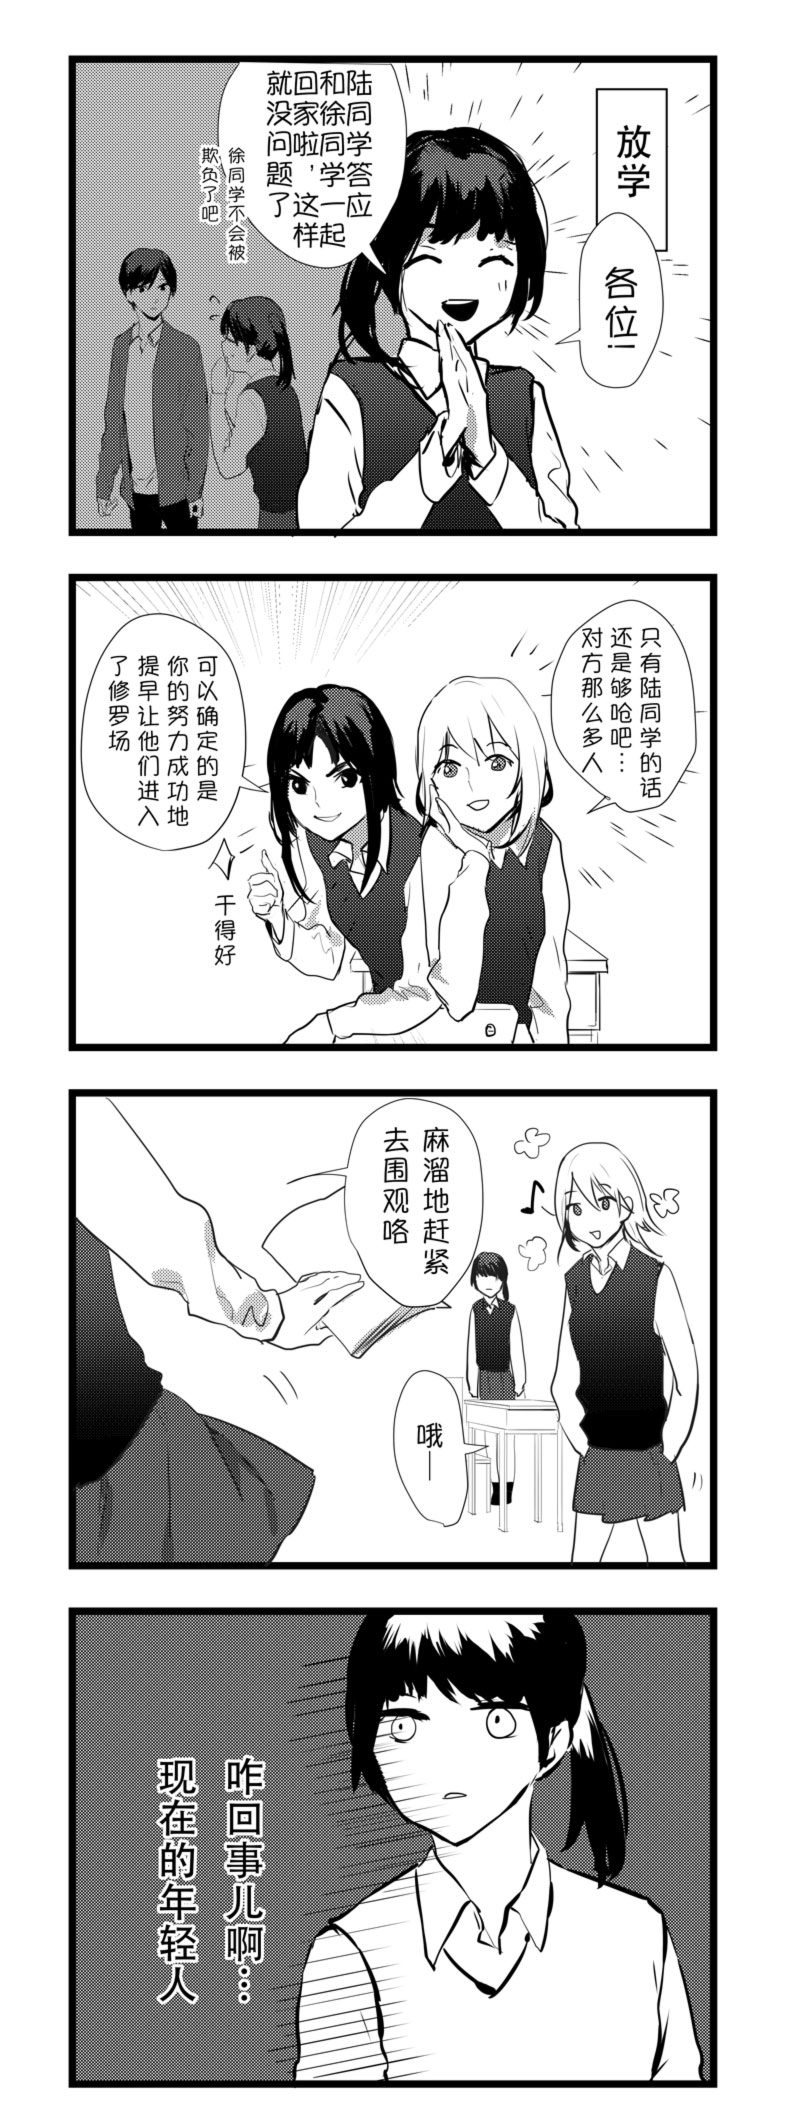 放学
各位!
陆同学答应
和徐同学一起
回家啦，这样
就没问题了
徐同学不会被
欺负了吧
只有陆同学的话
还是够呛吧…
对方那么多人
可以确定的是
你的努力成功地
提早让他们进入
了修罗场
干得好
麻溜地赶紧
去围观咯
哦—
咋回事儿啊…
现在的年轻人